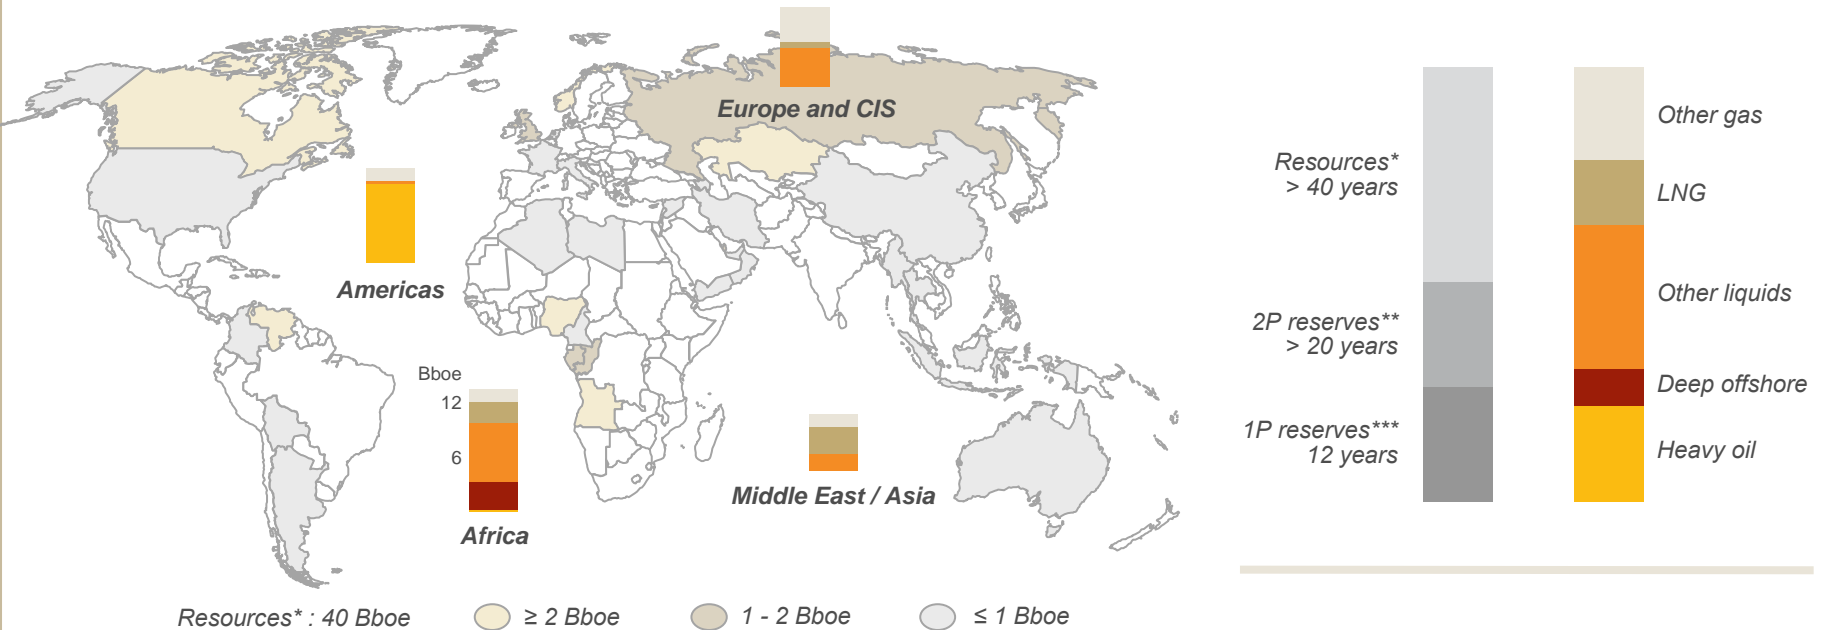 Europe and CIS
Americas
Bboe
12
6
Africa
Middle East / Asia
Resources* : 40 Bboe
≥ 2 Bboe
1 - 2 Bboe
≤ 1 Bboe
Resources*
> 40 years
2P reserves**
> 20 years
1P reserves***
12 years
Other gas
LNG
Other liquids
Deep offshore
Heavy oil